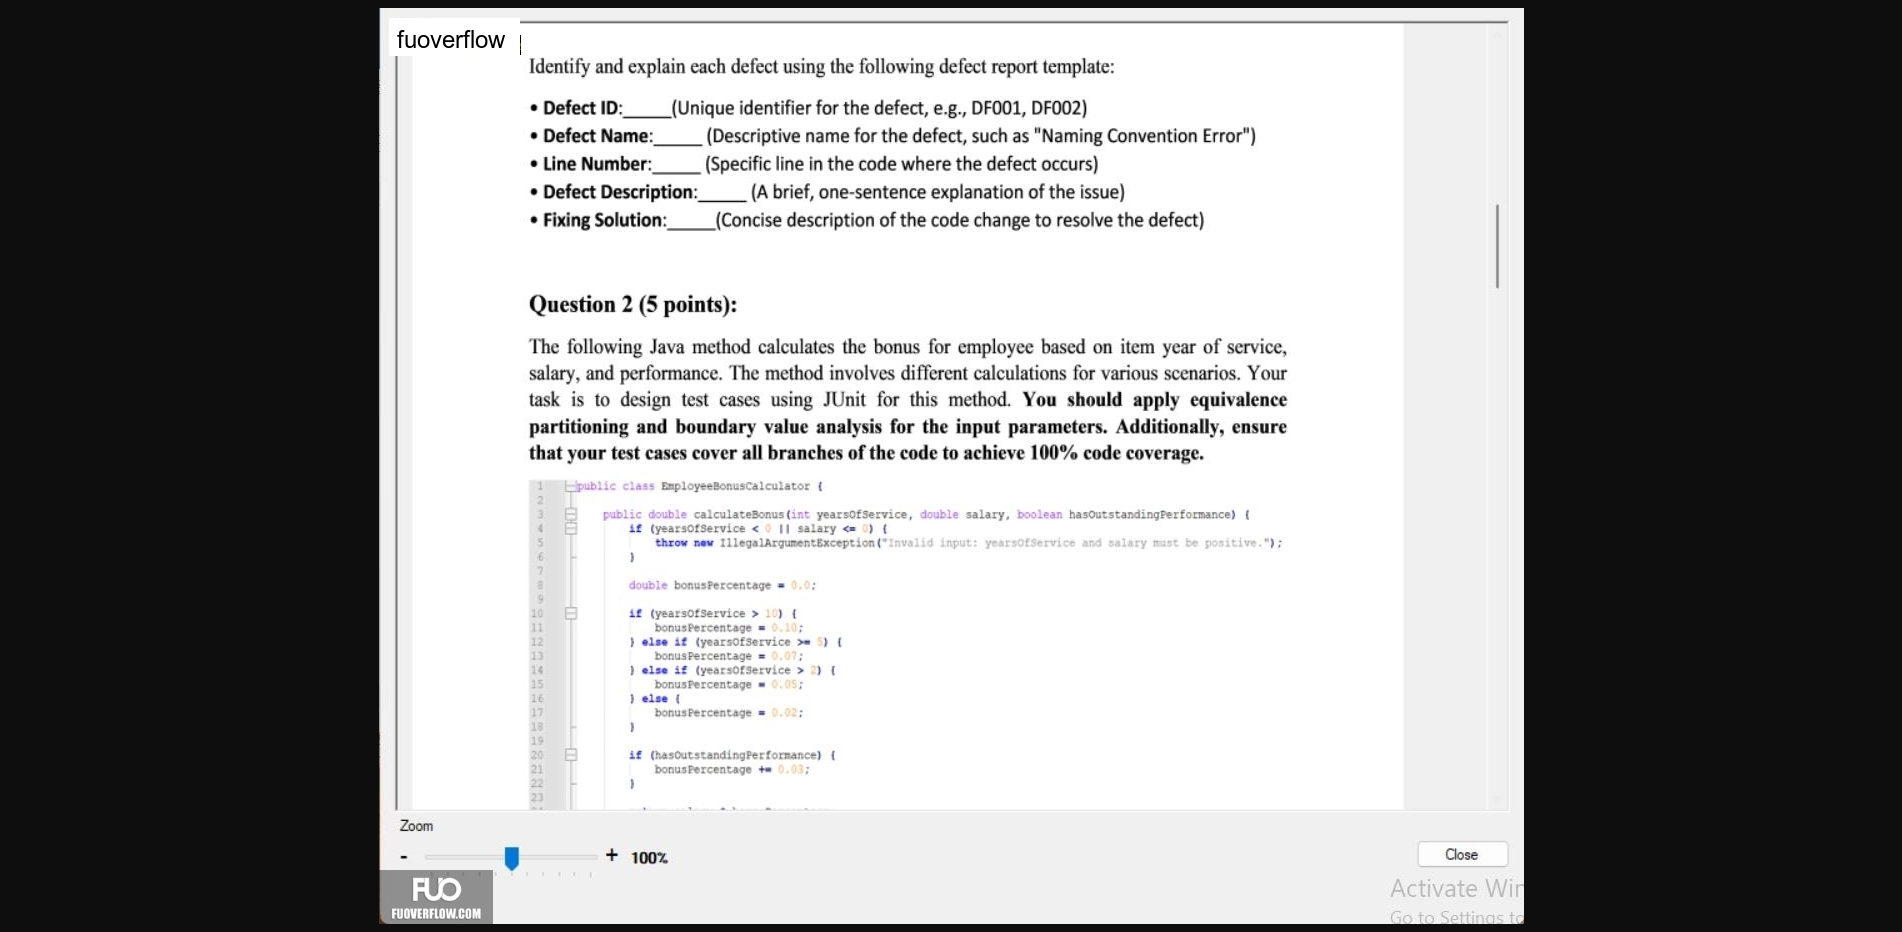 fuoverflow
Identify and explain each defect using the following defect report template:
• Defect ID:_____(Unique identifier for the defect, e.g., DF001, DF002)
• Defect Name:_____ (Descriptive name for the defect, such as "Naming Convention Error")
• Line Number:_____ (Specific line in the code where the defect occurs)
• Defect Description:_____ (A brief, one-sentence explanation of the issue)
• Fixing Solution:_____(Concise description of the code change to resolve the defect)
Question 2 (5 points):
The following Java method calculates the bonus for employee based on item year of service,
salary, and performance. The method involves different calculations for various scenarios. Your
task is to design test cases using JUnit for this method. You should apply equivalence
partitioning and boundary value analysis for the input parameters. Additionally, ensure
that your test cases cover all branches of the code to achieve 100% code coverage.
1 public class EmployeeBonusCalculator {
2
3 public double calculateBonus(int yearsOfService, double salary, boolean hasOutstandingPerformance) {
4 if (yearsOfService < 0 || salary <= 0) {
5 throw new IllegalArgumentException("Invalid input: yearsOfService and salary must be positive.");
6 }
7
8 double bonusPercentage = 0.0;
9
10 if (yearsOfService > 10) {
11 bonusPercentage = 0.10;
12 } else if (yearsOfService >= 5) {
13 bonusPercentage = 0.07;
14 } else if (yearsOfService > 2) {
15 bonusPercentage = 0.05;
16 } else {
17 bonusPercentage = 0.02;
18 }
19
20 if (hasOutstandingPerformance) {
21 bonusPercentage += 0.03;
22 }
23
Zoom
- + 100%
Close
FUO
FUOVERFLOW.COM
Activate Win
Go to Settings to